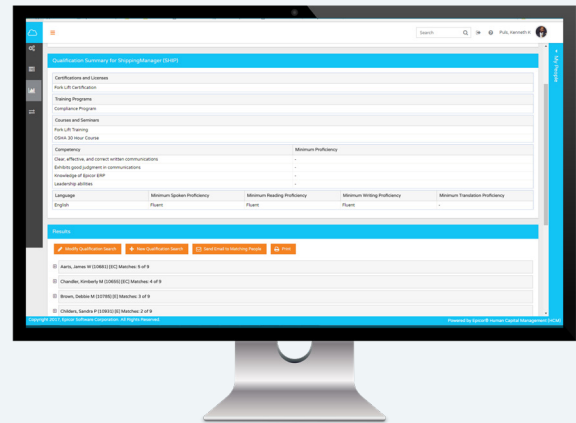 Search
Puls, Kenneth K
My People
Qualification Summary for ShippingManager (SHIP)
Certifications and Licenses
Fork Lift Certification
Training Programs
Compliance Program
Courses and Seminars
Fork Lift Training
OSHA 30 Hour Course
Competency Minimum Proficiency
Clear, effective, and correct written communications -
Exhibits good judgment in communications -
Knowledge of Epicor ERP -
Leadership abilities -
Language Minimum Spoken Proficiency Minimum Reading Proficiency Minimum Writing Proficiency Minimum Translation Proficiency
English Fluent Fluent Fluent -
Results
Modify Qualification Search New Qualification Search Send Email to Matching People Print
Aarts, James W (10681) [EC] Matches: 5 of 9
Chandler, Kimberly M (10690) [EC] Matches: 4 of 9
Brown, Debbie M (10785) [E] Matches: 3 of 9
Childers, Sandra P (10931) [E] Matches: 2 of 9
Copyright 2017, Epicor Software Corporation. All Rights Reserved. Powered by Epicor® Human Capital Management (HCM)